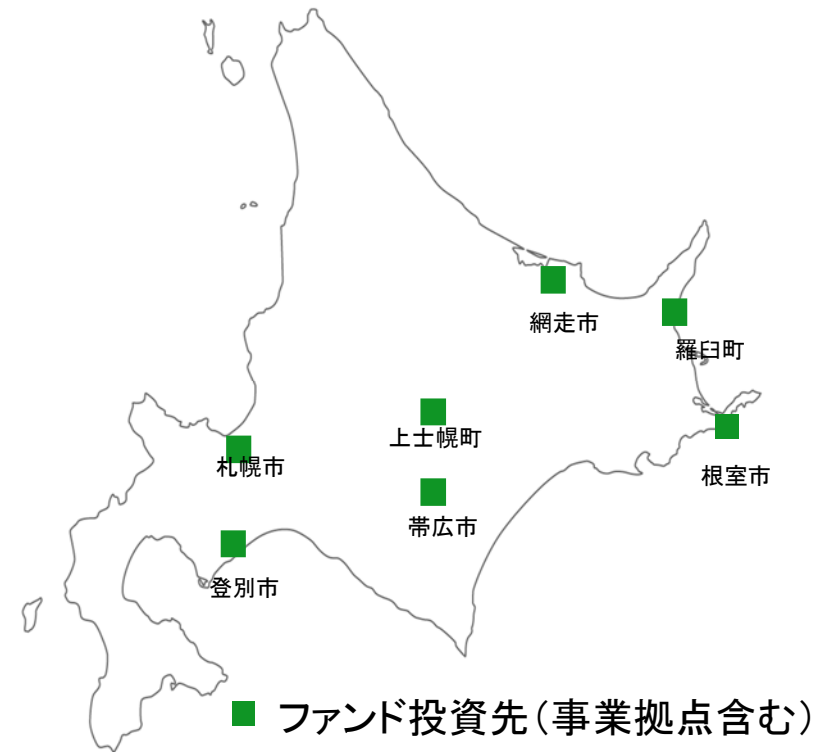 網走市
羅臼町
上士幌町
札幌市
根室市
帯広市
登別市
ファンド投資先(事業拠点含む)